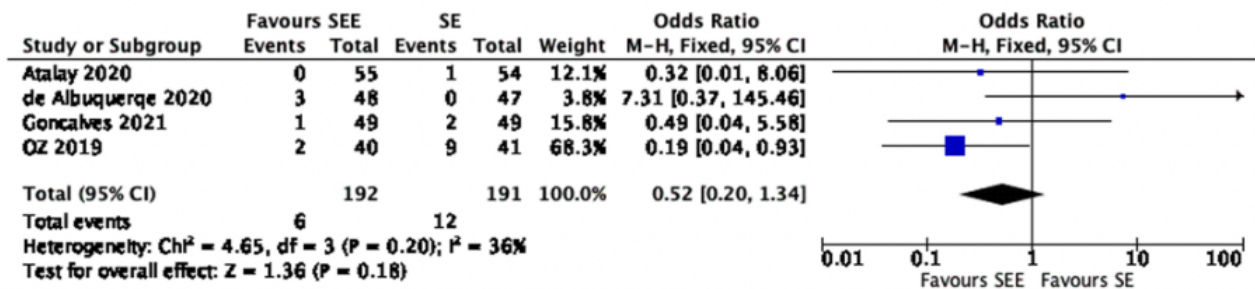 Favours SEE SE Odds Ratio Odds Ratio
Study or Subgroup Events Total Events Total Weight M-H, Fixed, 95% CI M-H, Fixed, 95% CI
Atalay 2020 0 55 1 54 12.1% 0.32 [0.01, 8.06]
de Albuquerqe 2020 3 48 0 47 3.8% 7.31 [0.37, 145.46]
Goncalves 2021 1 49 2 49 15.8% 0.49 [0.04, 5.58]
OZ 2019 2 40 9 41 68.3% 0.19 [0.04, 0.93]
Total (95% CI) 192 191 100.0% 0.52 [0.20, 1.34]
Total events 6 12
Heterogeneity: Chi² = 4.65, df = 3 (P = 0.20); I² = 36%
Test for overall effect: Z = 1.36 (P = 0.18)
0.01 0.1 1 10 100
Favours SEE Favours SE